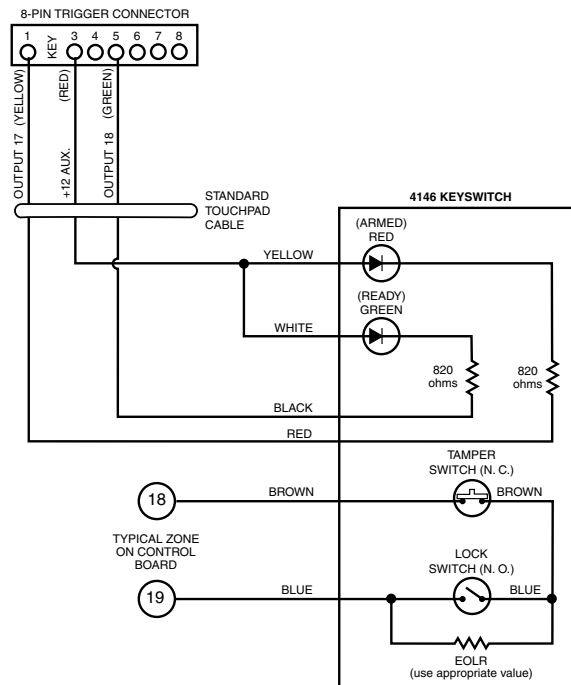 8-PIN TRIGGER CONNECTOR
1 KEY 3 4 5 6 7 8
OUTPUT 17 (YELLOW)
+12 AUX. (RED)
OUTPUT 18 (GREEN)
STANDARD
TOUCHPAD
CABLE
4146 KEYSWITCH
(ARMED)
RED
YELLOW
(READY)
GREEN
WHITE
820
ohms
820
ohms
BLACK
RED
TAMPER
SWITCH (N. C.)
18
BROWN
BROWN
TYPICAL ZONE
ON CONTROL
BOARD
LOCK
SWITCH (N. O.)
19
BLUE
BLUE
EOLR
(use appropriate value)